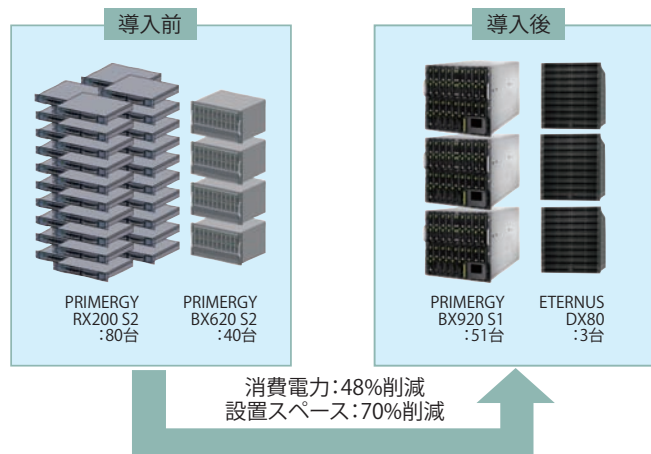 導入前
導入後
PRIMERGY
RX200 S2
:80台
PRIMERGY
BX620 S2
:40台
PRIMERGY
BX920 S1
:51台
ETERNUS
DX80
:3台
消費電力:48%削減
設置スペース:70%削減